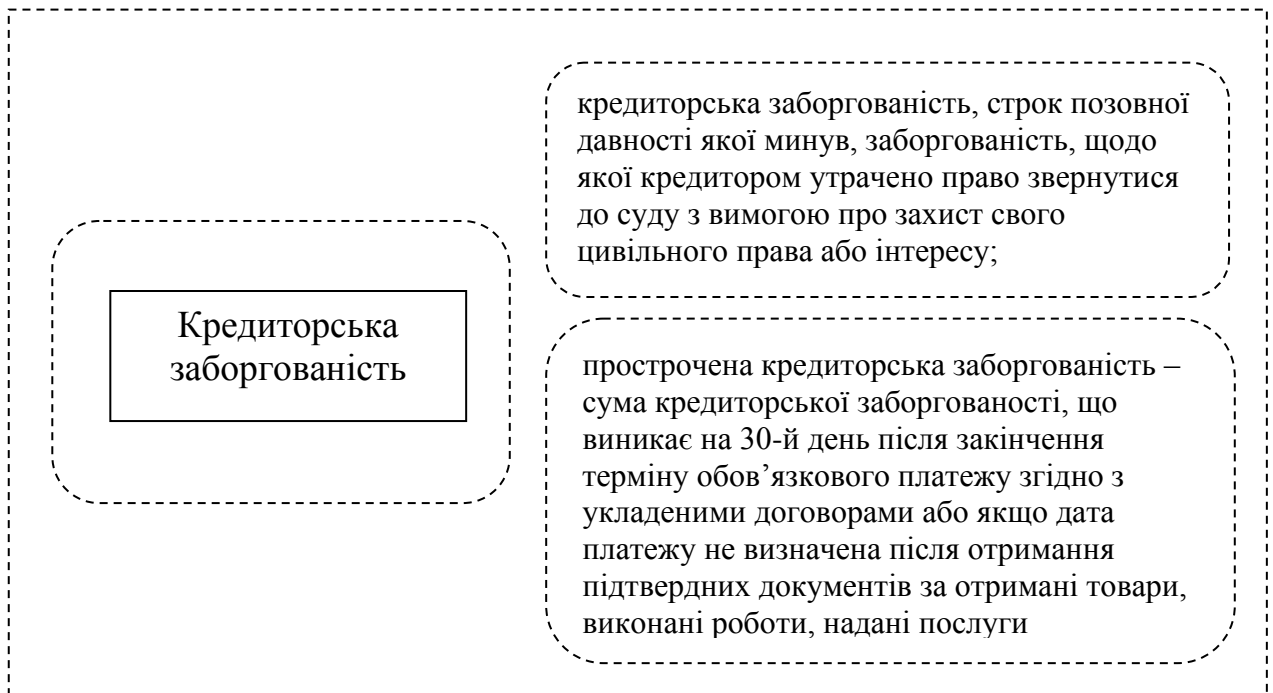 Кредиторська
заборгованість
кредиторська заборгованість, строк позовної
давності якої минув, заборгованість, щодо
якої кредитором утрачено право звернутися
до суду з вимогою про захист свого
цивільного права або інтересу;
прострочена кредиторська заборгованість –
сума кредиторської заборгованості, що
виникає на 30-й день після закінчення
терміну обов’язкового платежу згідно з
укладеними договорами або якщо дата
платежу не визначена після отримання
підтвердних документів за отримані товари,
виконані роботи, надані послуги